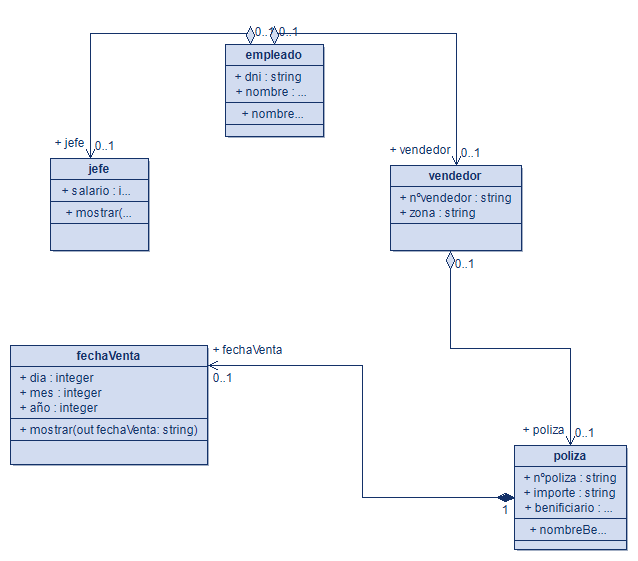 0..1
0..1
empleado
+ dni : string
+ nombre : ...
+ nombre...
+ jefe
0..1
jefe
+ salario : i...
+ mostrar(...
+ vendedor
0..1
vendedor
+ nºvendedor : string
+ zona : string
0..1
+ fechaVenta
0..1
fechaVenta
+ dia : integer
+ mes : integer
+ año : integer
+ mostrar(out fechaVenta: string)
+ poliza
0..1
poliza
+ nºpoliza : string
+ importe : string
+ benificiario : ...
+ nombreBe...
1